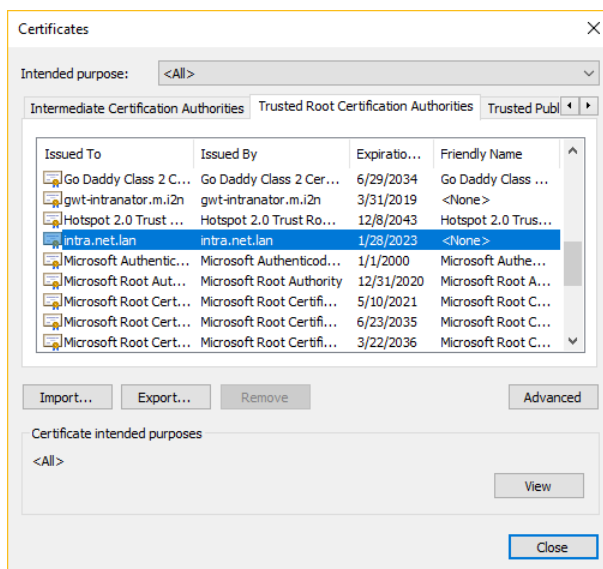 Certificates
Intended purpose: <All>
Intermediate Certification Authorities Trusted Root Certification Authorities Trusted Publ
Issued To Issued By Expiratio... Friendly Name
Go Daddy Class 2 C... Go Daddy Class 2 Cer... 6/29/2034 Go Daddy Class ...
gwt-intranator.m.i2n gwt-intranator.m.i2n 3/31/2019 <None>
Hotspot 2.0 Trust ... Hotspot 2.0 Trust Ro... 12/8/2043 Hotspot 2.0 Trus...
intra.net.lan intra.net.lan 1/28/2023 <None>
Microsoft Authentic... Microsoft Authenticod... 1/1/2000 Microsoft Authe...
Microsoft Root Aut... Microsoft Root Authority 12/31/2020 Microsoft Root A...
Microsoft Root Cert... Microsoft Root Certifi... 5/10/2021 Microsoft Root C...
Microsoft Root Cert... Microsoft Root Certifi... 6/23/2035 Microsoft Root C...
Microsoft Root Cert... Microsoft Root Certifi... 3/22/2036 Microsoft Root C...
Import... Export... Remove Advanced
Certificate intended purposes
<All>
View
Close